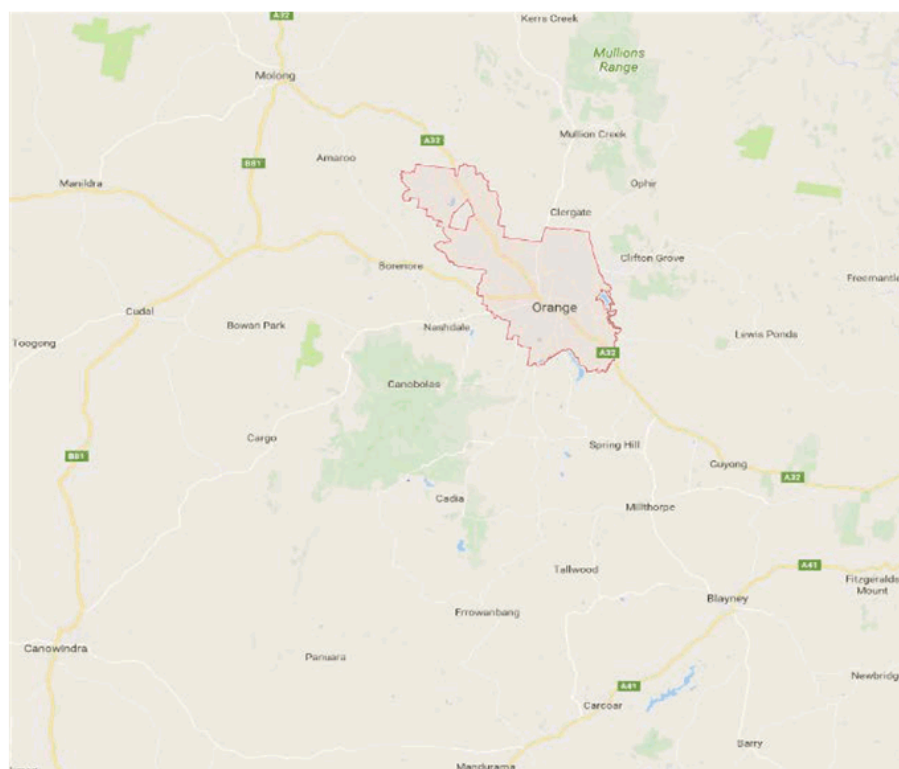 A32
Kerrs Creek
Mullions
Range
Molong
A32
Mullion Creek
Amaroo
B81
Manildra
Ophir
Clergate
Clifton Grove
Borenore
Freemantle
Orange
Cudal
Bowan Park
Nashdale
Lewis Ponds
Toogong
A32
Canobolas
Cargo
Spring Hill
B81
Guyong
A32
Cadia
Millthorpe
A41
Tallwood
Fitzgeralds
Mount
Blayney
Errowanbang
Canowindra
Panuara
Newbridg
A41
Carcoar
Barry
Mandurama